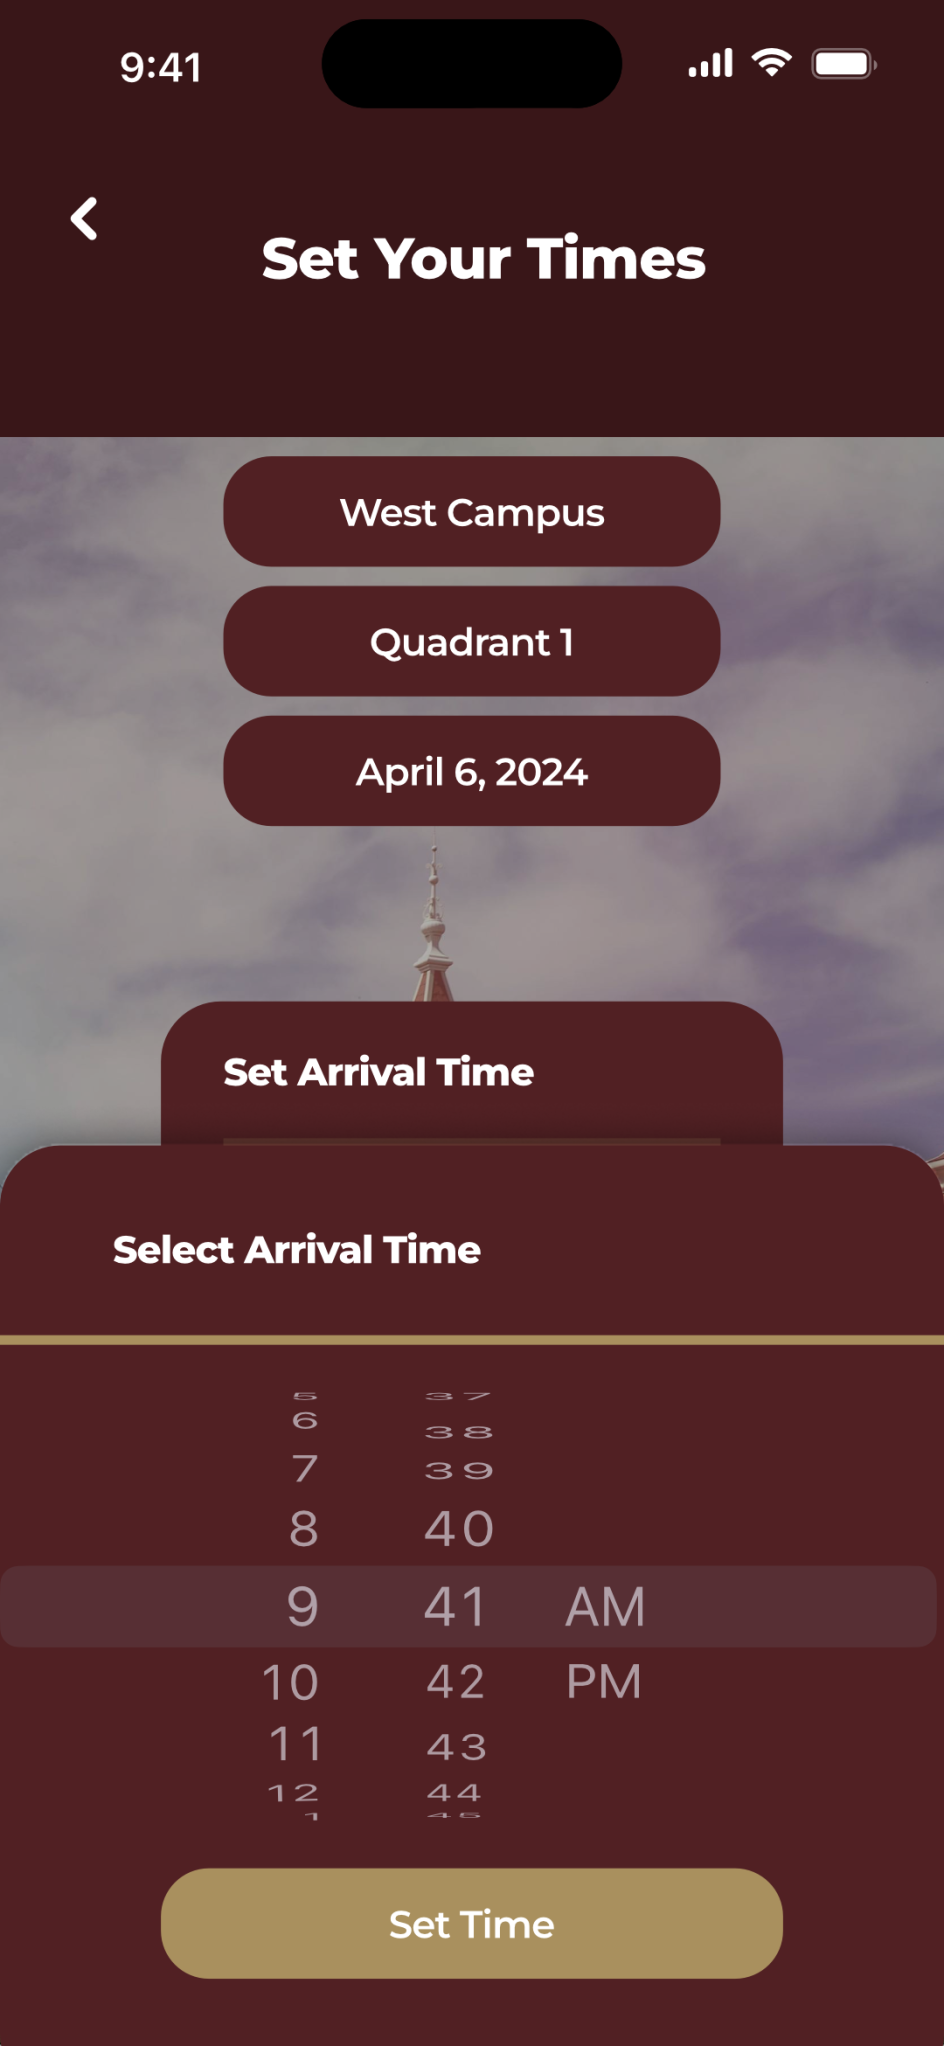 9:41
Set Your Times
West Campus
Quadrant 1
April 6, 2024
Set Arrival Time
Select Arrival Time
5 37
6 38
7 39
8 40
9 41 AM
10 42 PM
11 43
12 44
1 45
Set Time